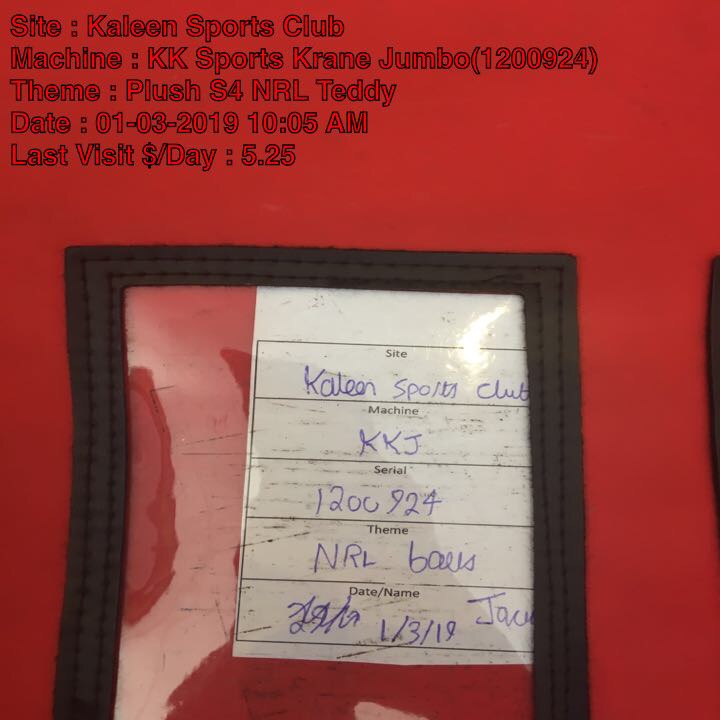 Site : Kaleen Sports Club
Machine : KK Sports Krane Jumbo(1200924)
Theme : Plush S4 NRL Teddy
Date : 01-03-2019 10:05 AM
Last Visit $/Day : 5.25
Site
Kaleen Sports Club
Machine
KKJ
Serial
1200924
Theme
NRL
Date/Name
1/3/19